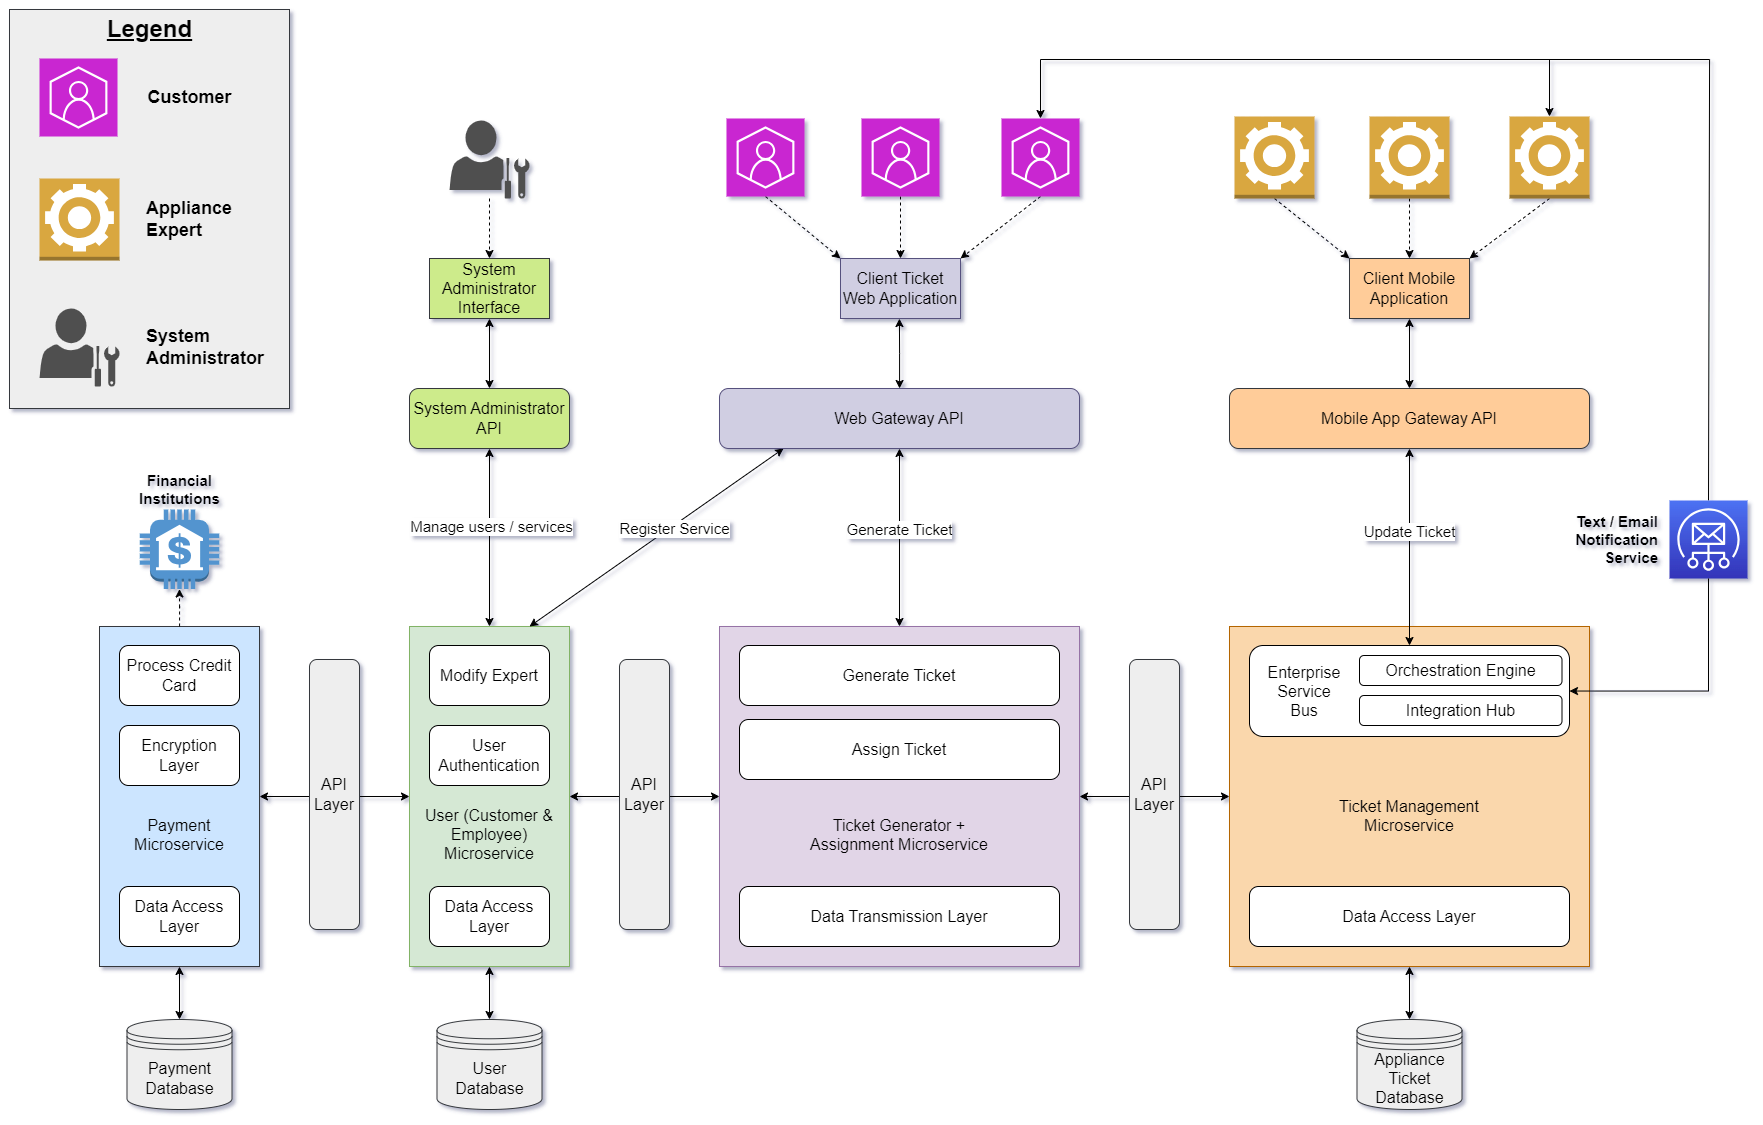 Legend
Customer
Appliance
Expert
System
Administrator
System
Administrator
Interface
Client Ticket
Web Application
Client Mobile
Application
System Administrator
API
Web Gateway API
Mobile App Gateway API
Financial
Institutions
$
Manage users / services
Register Service
Generate Ticket
Update Ticket
Text / Email
Notification
Service
Process Credit
Card
Encryption
Layer
Payment
Microservice
Data Access
Layer
API
Layer
Modify Expert
User
Authentication
User (Customer &
Employee)
Microservice
Data Access
Layer
API
Layer
Generate Ticket
Assign Ticket
Ticket Generator +
Assignment Microservice
Data Transmission Layer
API
Layer
Enterprise
Service
Bus
Orchestration Engine
Integration Hub
Ticket Management
Microservice
Data Access Layer
Payment
Database
User
Database
Appliance
Ticket
Database